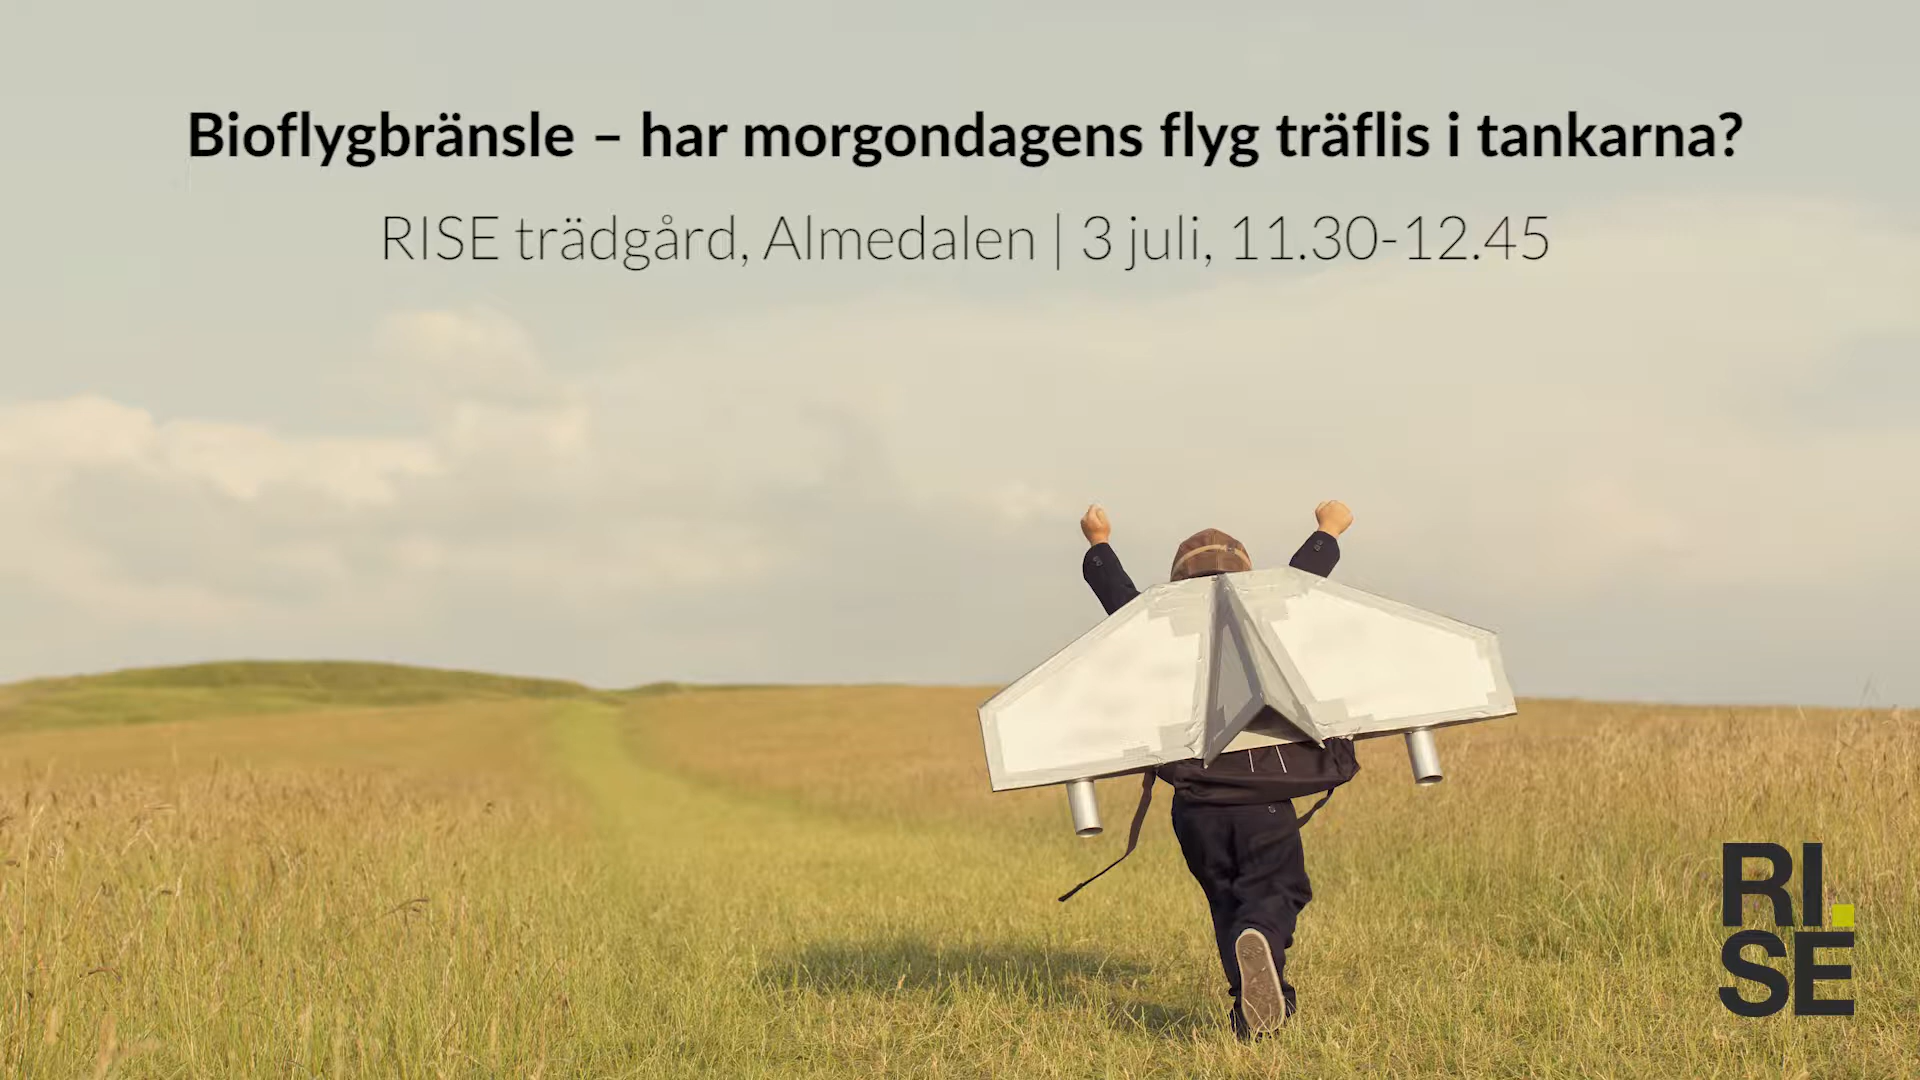 Bioflygbränsle – har morgondagens flyg träflis i tankarna?
RISE trädgård, Almedalen | 3 juli, 11.30-12.45
RI.
SE